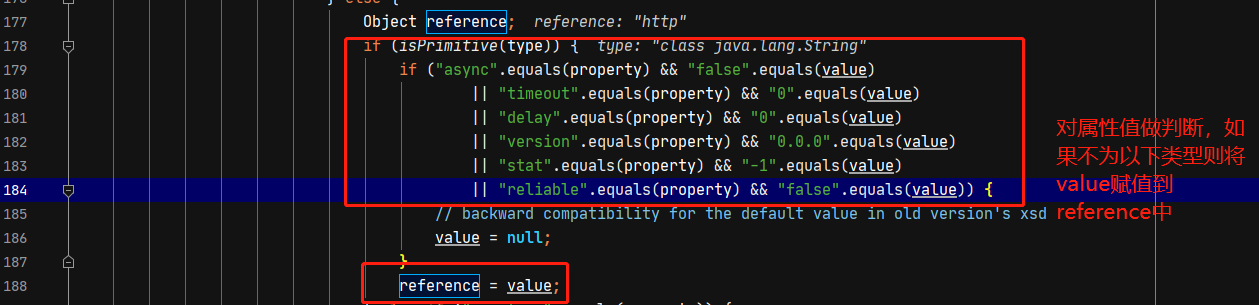 } else {
177 Object reference; reference: "http"
178 if (isPrimitive(type)) { type: "class java.lang.String"
179 if ("async".equals(property) && "false".equals(value)
180 || "timeout".equals(property) && "0".equals(value)
181 || "delay".equals(property) && "0".equals(value)
182 || "version".equals(property) && "0.0.0".equals(value)
183 || "stat".equals(property) && "-1".equals(value)
184 || "reliable".equals(property) && "false".equals(value)) {
185 // backward compatibility for the default value in old version's xsd
186 value = null;
187 }
188 reference = value;
对属性值做判断，如
果不为以下类型则将
value赋值到
reference中